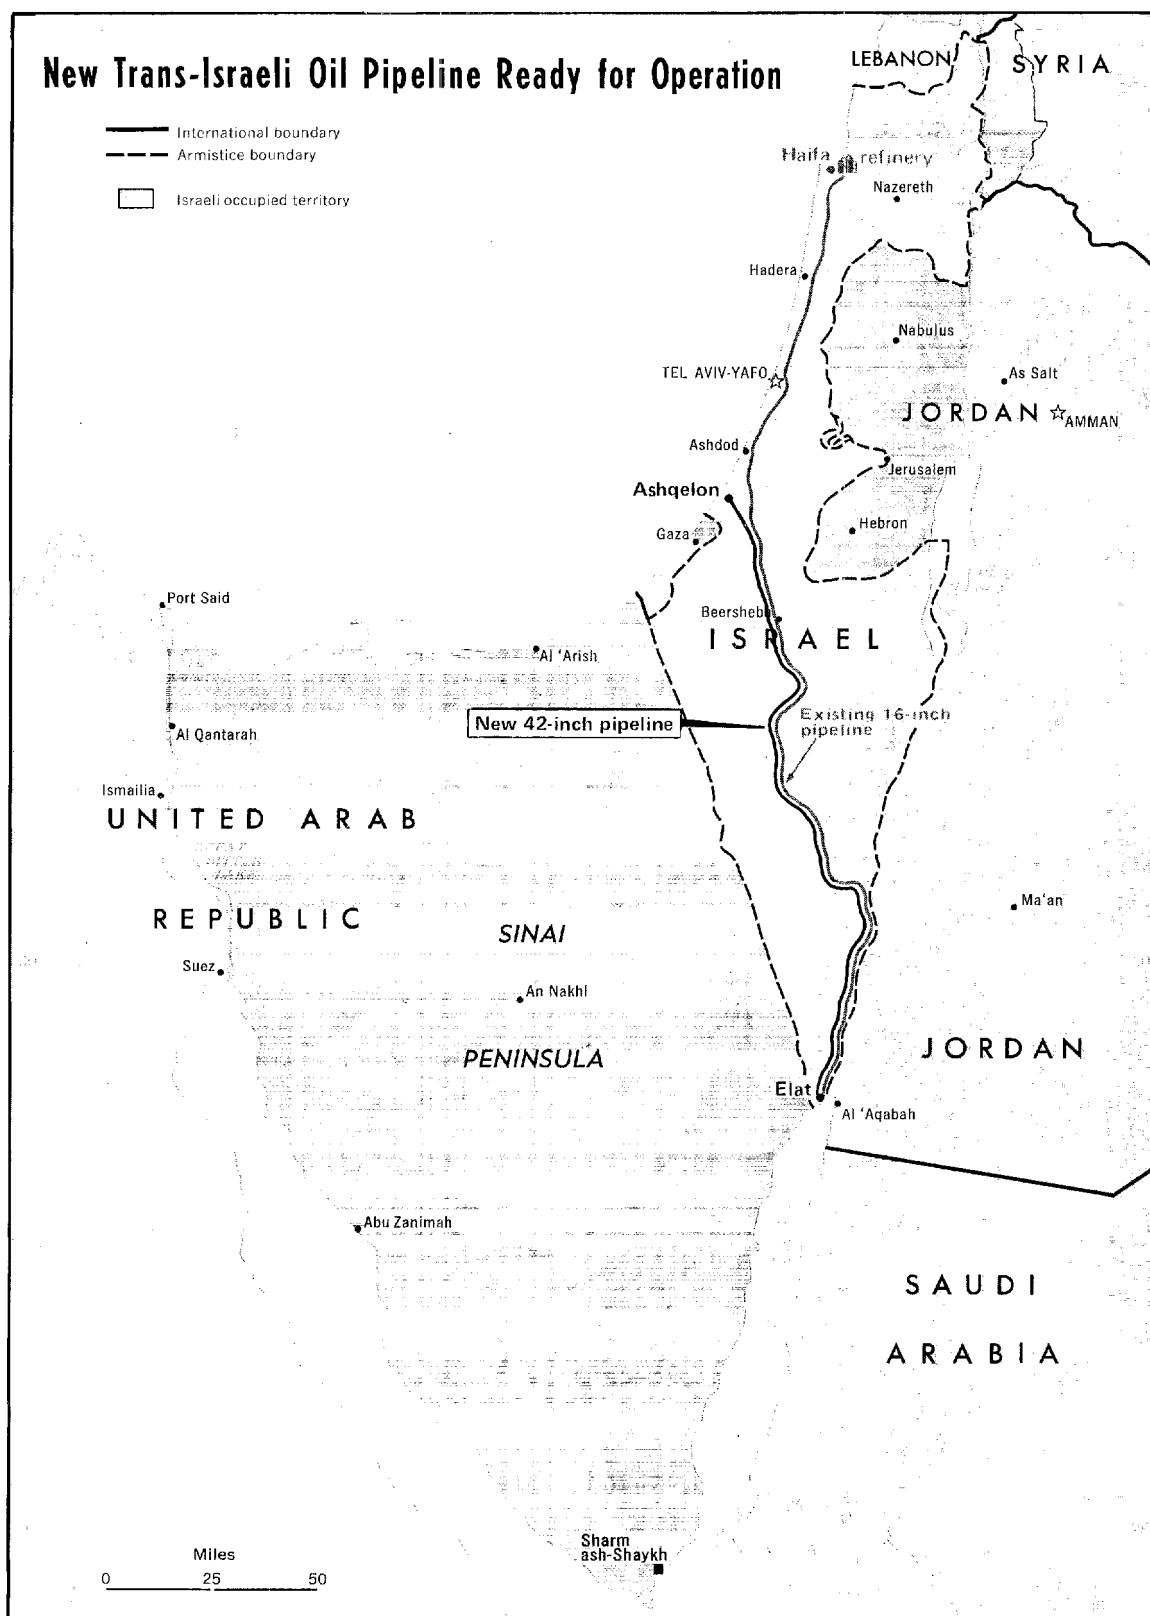 New Trans-Israeli Oil Pipeline Ready for Operation
International boundary
Armistice boundary
Israeli occupied territory
LEBANON
SYRIA
Haifa refinery
Nazereth
Hadera
Nabulus
TEL AVIV-YAFO
As Salt
JORDAN
AMMAN
Ashdod
Jerusalem
Ashqelon
Hebron
Gaza
Port Said
Beersheba
ISRAEL
Al 'Arish
New 42-inch pipeline
Existing 16-inch
pipeline
Al Qantarah
Ismailia
UNITED ARAB
REPUBLIC
Ma'an
SINAI
Suez
An Nakhl
PENINSULA
JORDAN
Elat
Al 'Aqabah
Abu Zanimah
SAUDI
ARABIA
Sharm
ash-Shaykh
Miles
0 25 50